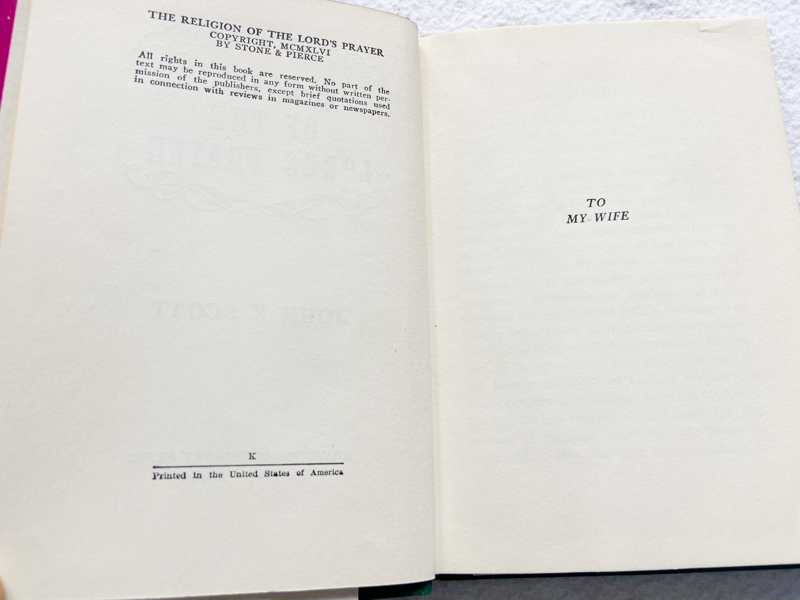 THE RELIGION OF THE LORD'S PRAYER
COPYRIGHT, MCMXLVI
BY STONE & PIERCE
All rights in this book are reserved. No part of the
text may be reproduced in any form without written per-
mission of the publishers, except brief quotations used
in connection with reviews in magazines or newspapers.
K
Printed in the United States of America
TO
MY WIFE